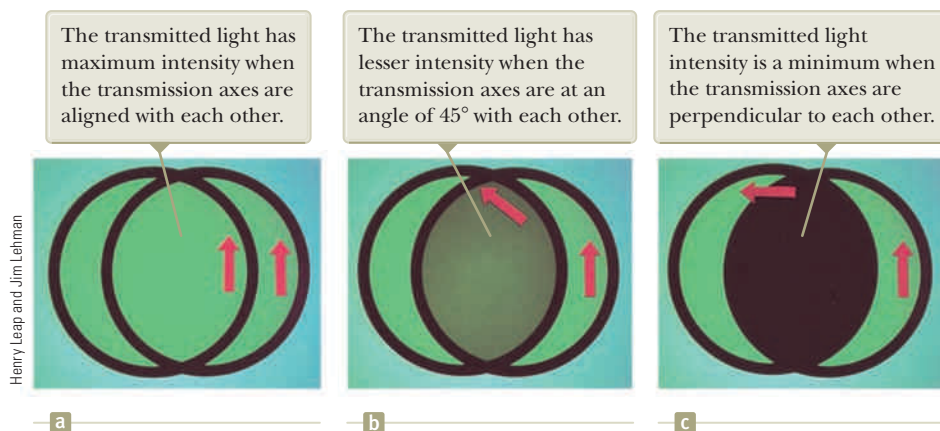 The transmitted light has
maximum intensity when
the transmission axes are
aligned with each other.
The transmitted light has
lesser intensity when the
transmission axes are at an
angle of 45° with each other.
The transmitted light
intensity is a minimum when
the transmission axes are
perpendicular to each other.
Henry Leap and Jim Lehman
a
b
c